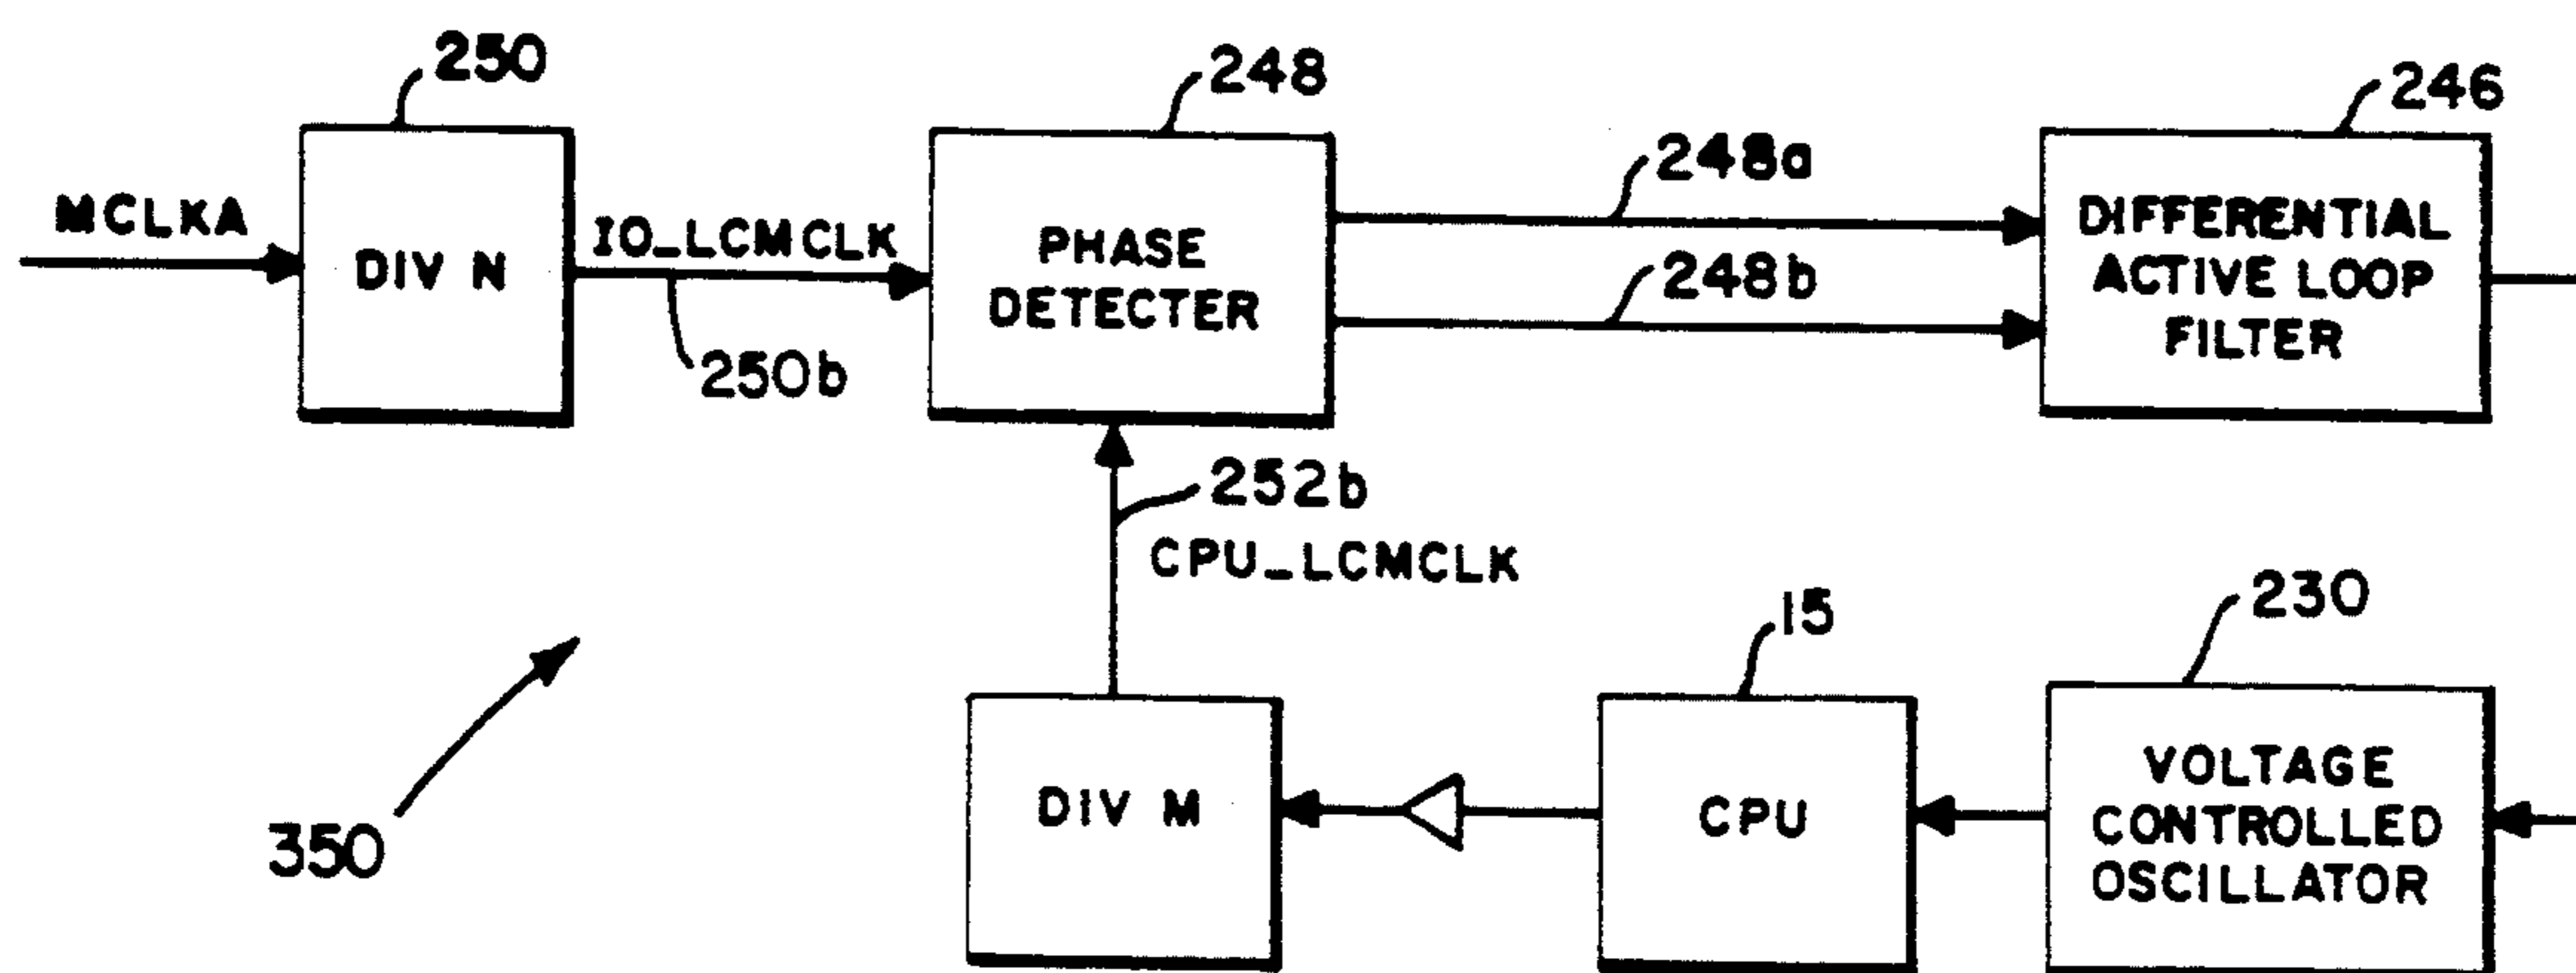 250
248
246
MCLKA
DIV N
IO_LCMCLK
250b
PHASE
DETECTER
248a
248b
DIFFERENTIAL
ACTIVE LOOP
FILTER
252b
CPU_LCMCLK
15
230
350
DIV M
CPU
VOLTAGE
CONTROLLED
OSCILLATOR